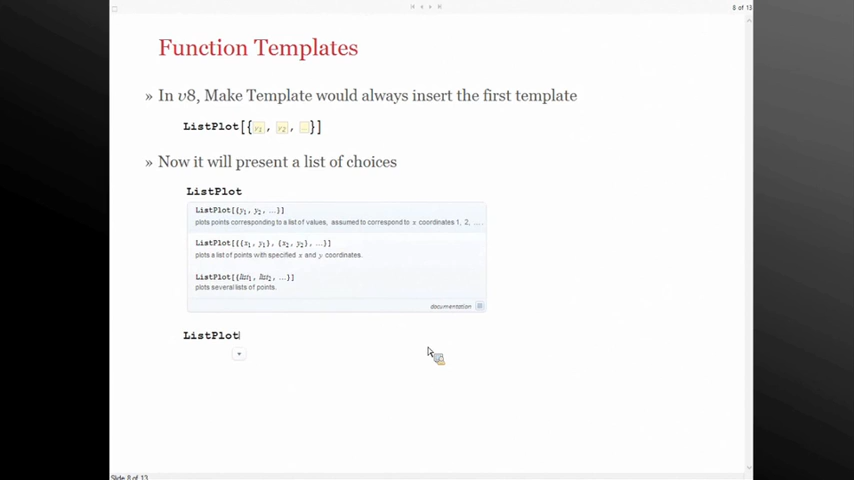 8 of 13
Function Templates
» In v8, Make Template would always insert the first template
ListPlot[{y1, y2, …}]
» Now it will present a list of choices
ListPlot
ListPlot[{y1, y2, …}]
plots points corresponding to a list of values, assumed to correspond to x coordinates 1, 2, …
ListPlot[{{x1, y1}, {x2, y2}, …}]
plots a list of points with specified x and y coordinates.
ListPlot[{list1, list2, …}]
plots several lists of points.
documentation
ListPlot
Slide 8 of 13